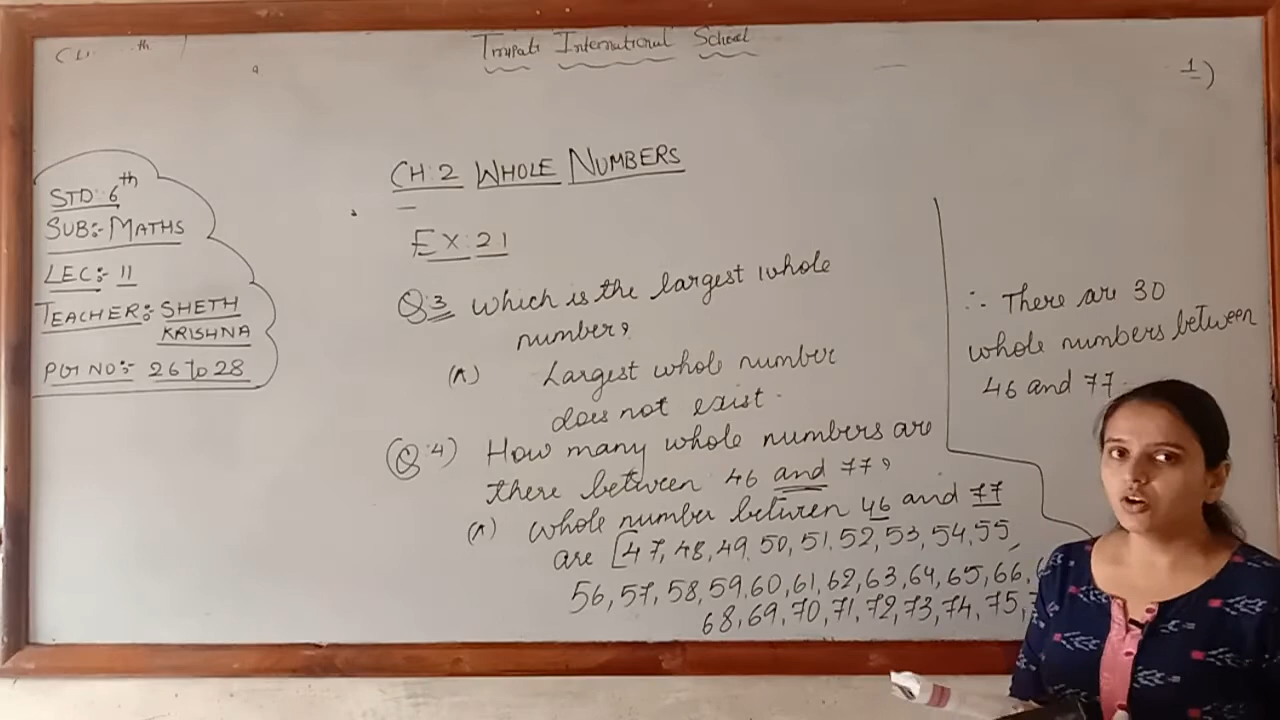 th
Tirupati International School
1)
STD: 6th
SUB:- MATHS
LEC:- 11
TEACHER:- SHETH
KRISHNA
PG NO:- 26 to 28
CH:2 WHOLE NUMBERS
EX:2.1
Q:3 which is the largest whole
number?
(A) Largest whole number
does not exist.
Q:4) How many whole numbers are
there between 46 and 77?
(A) whole number between 46 and 77
are [47, 48, 49, 50, 51, 52, 53, 54, 55,
56, 57, 58, 59, 60, 61, 62, 63, 64, 65, 66,
68, 69, 70, 71, 72, 73, 74, 75,
∴ There are 30
whole numbers between
46 and 77.